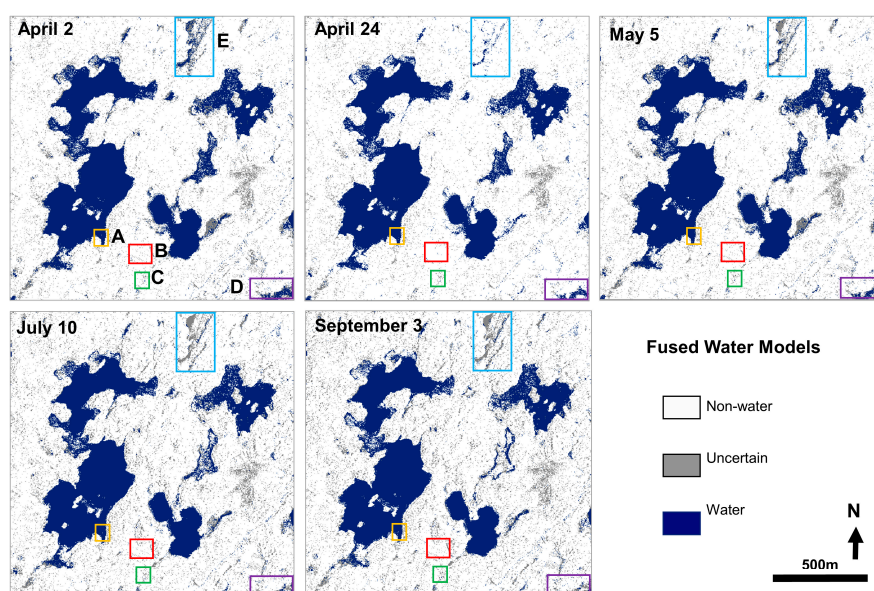 April 2
E
April 24
May 5
A
B
C
D
July 10
September 3
Fused Water Models
Non-water
Uncertain
Water
N
500m